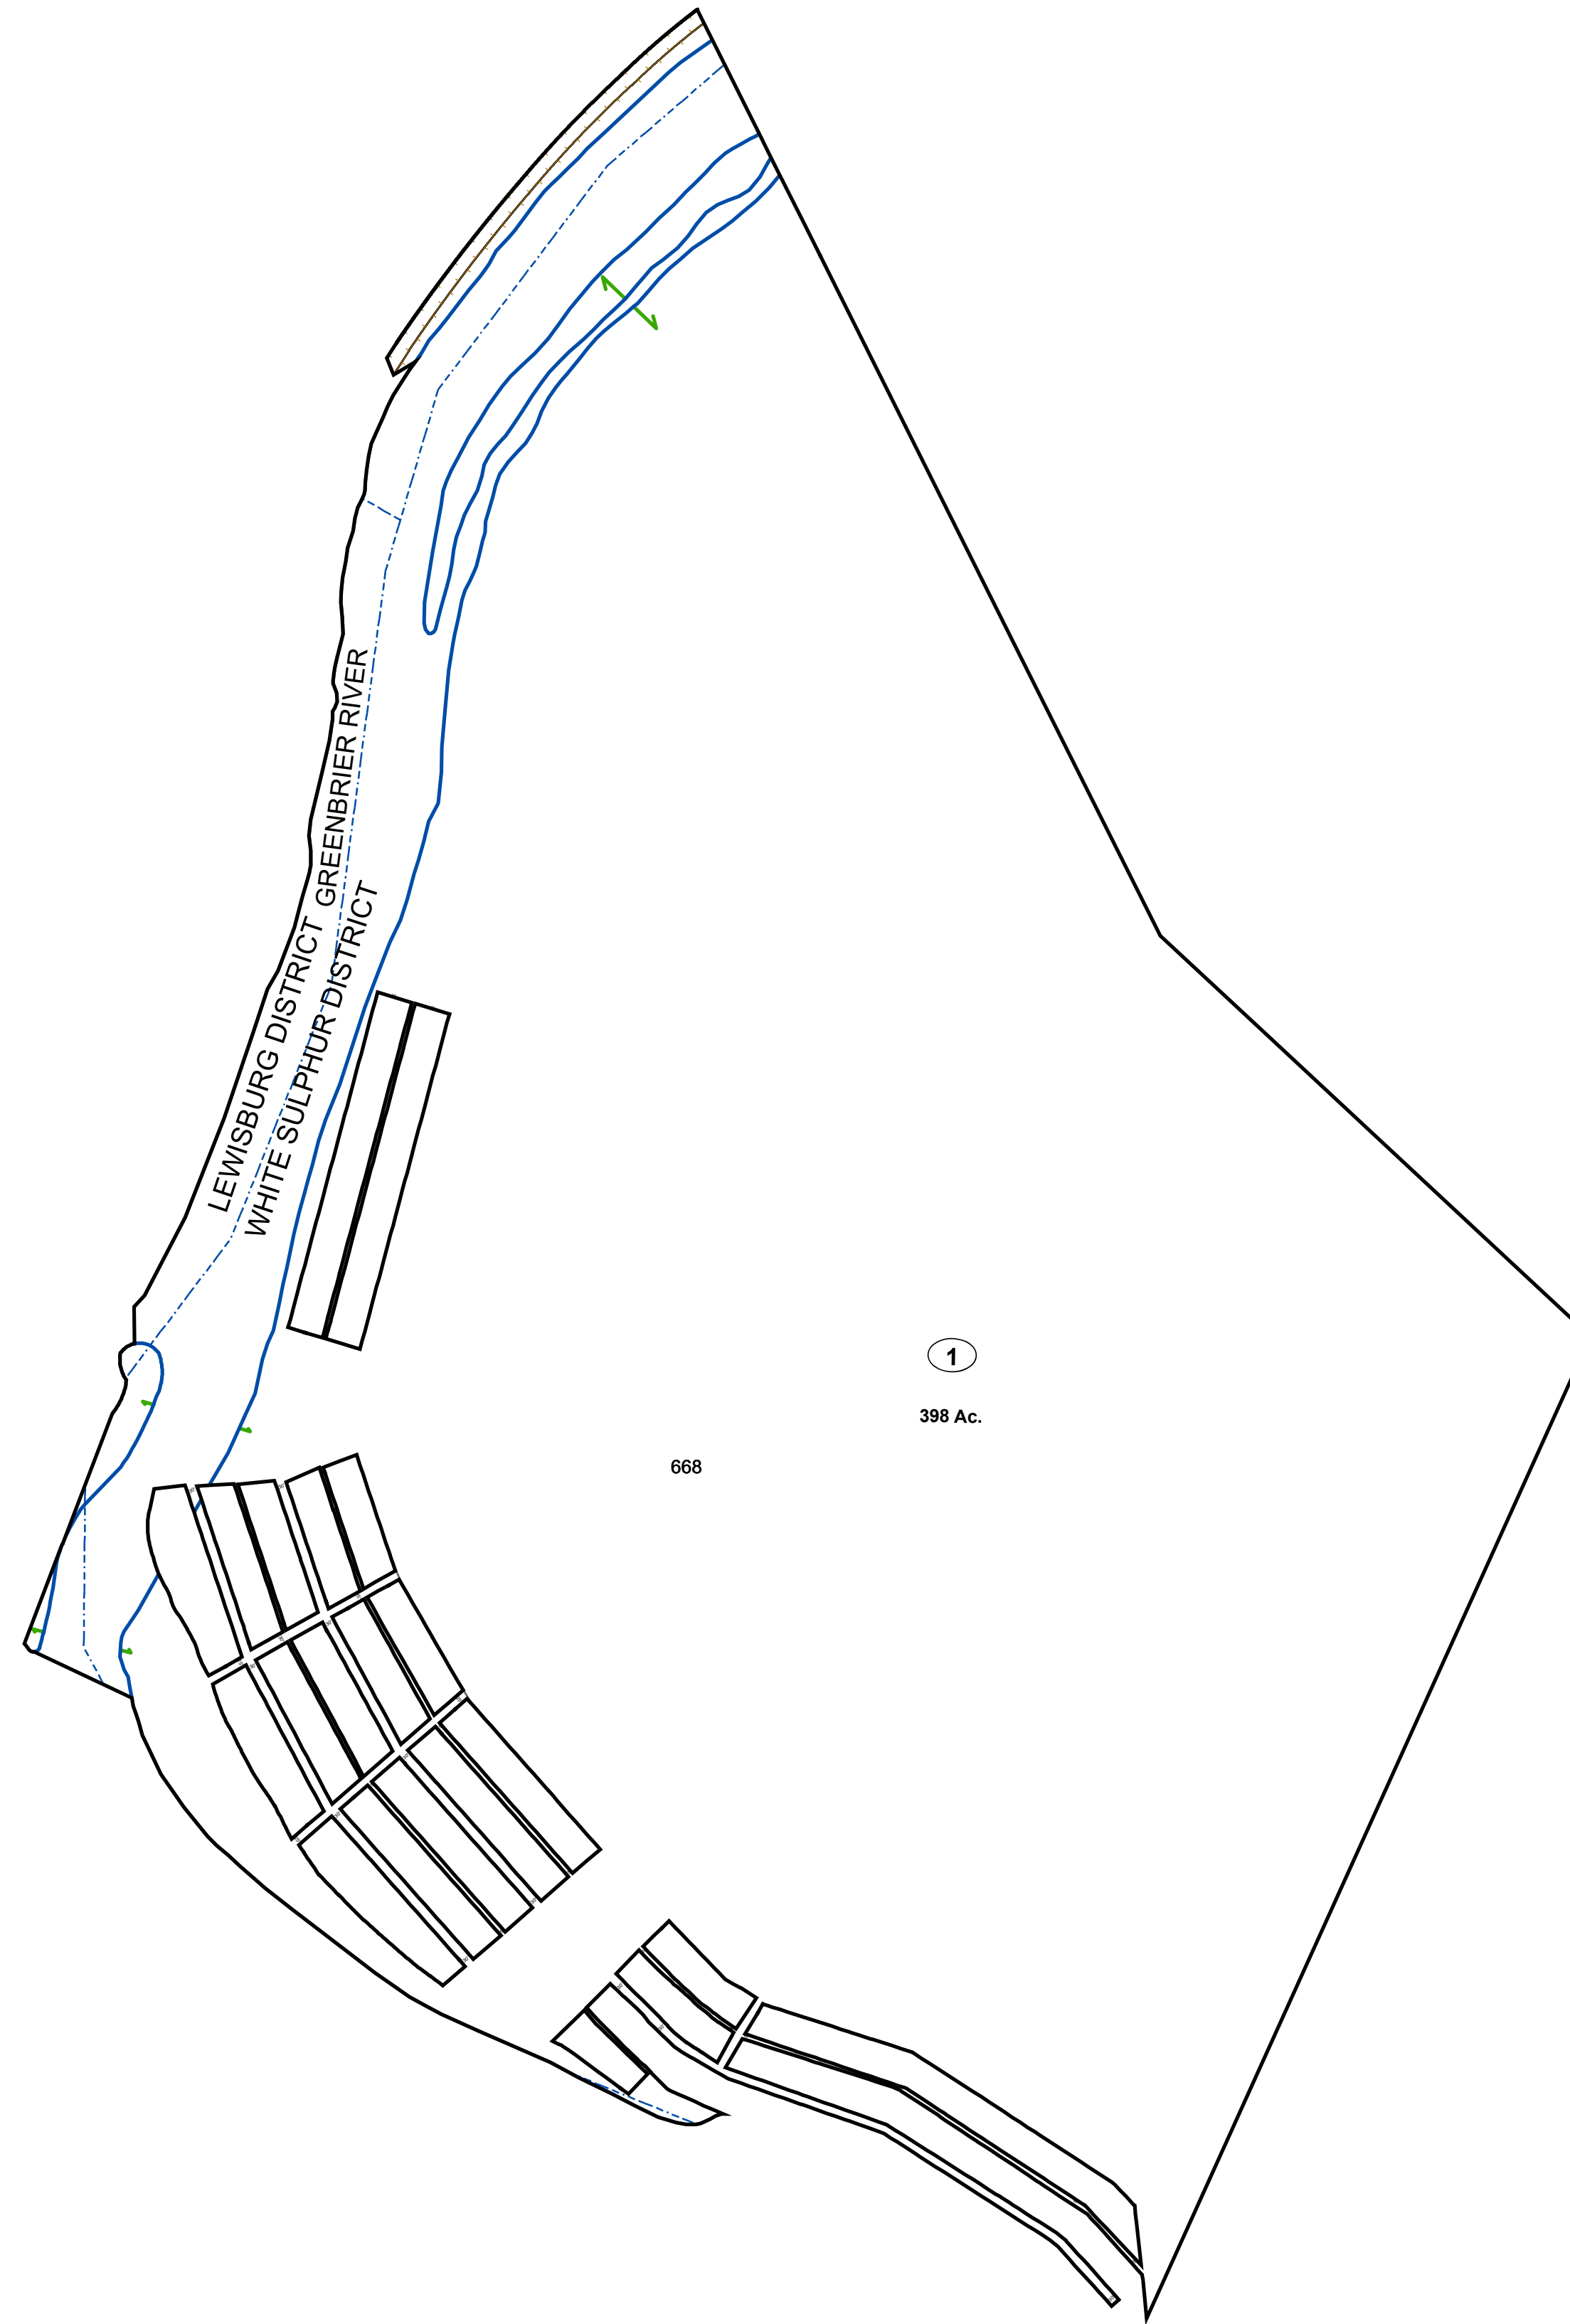 GREENBRIER RIVER
LEWISBURG DISTRICT
WHITE SULPHUR DISTRICT
1
398 Ac.
668